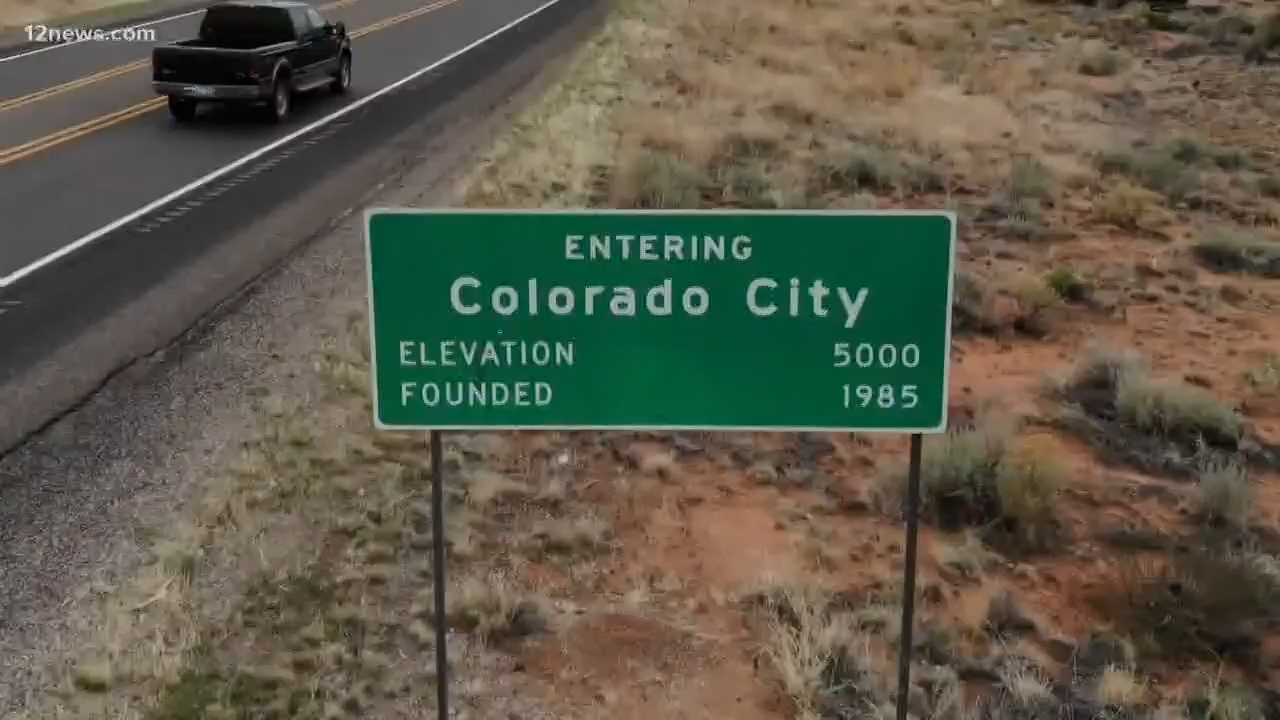 12news.com
ENTERING
Colorado City
ELEVATION 5000
FOUNDED 1985